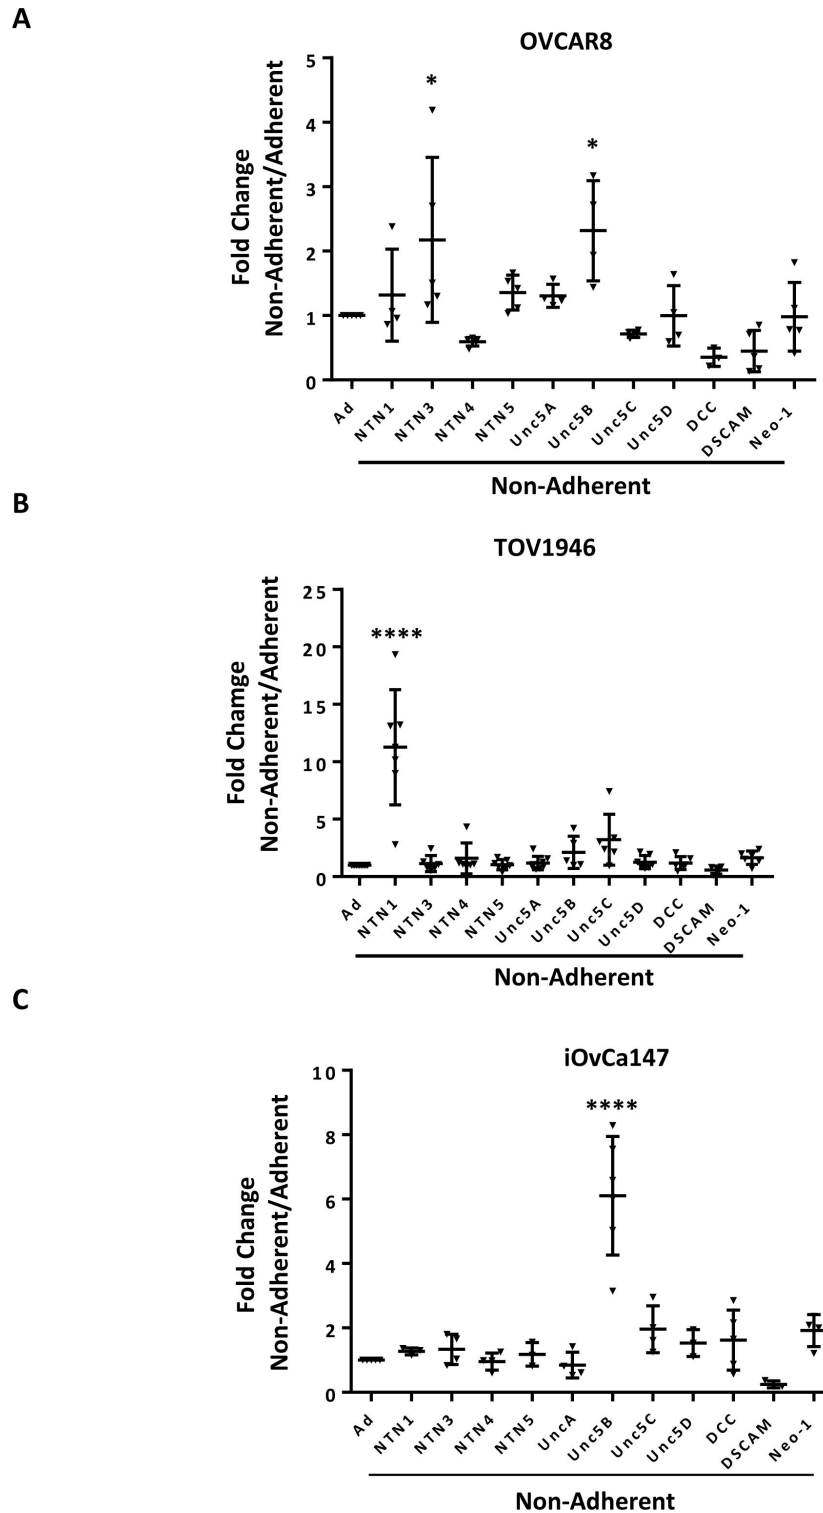 A
OVCAR8
Fold Change
Non-Adherent/Adherent
5
*
4
*
3
2
1
0
Ad
NTN1
NTN3
NTN4
NTN5
Unc5A
Unc5B
Unc5C
Unc5D
DCC
DSCAM
Neo-1
Non-Adherent
B
TOV1946
Fold Chamge
Non-Adherent/Adherent
25
****
20
15
10
5
0
Ad
NTN1
NTN3
NTN4
NTN5
Unc5A
Unc5B
Unc5C
Unc5D
DCC
DSCAM
Neo-1
Non-Adherent
C
iOvCa147
Fold Change
Non-Adherent/Adherent
10
****
8
6
4
2
0
Ad
NTN1
NTN3
NTN4
NTN5
UncA
Unc5B
Unc5C
Unc5D
DCC
DSCAM
Neo-1
Non-Adherent